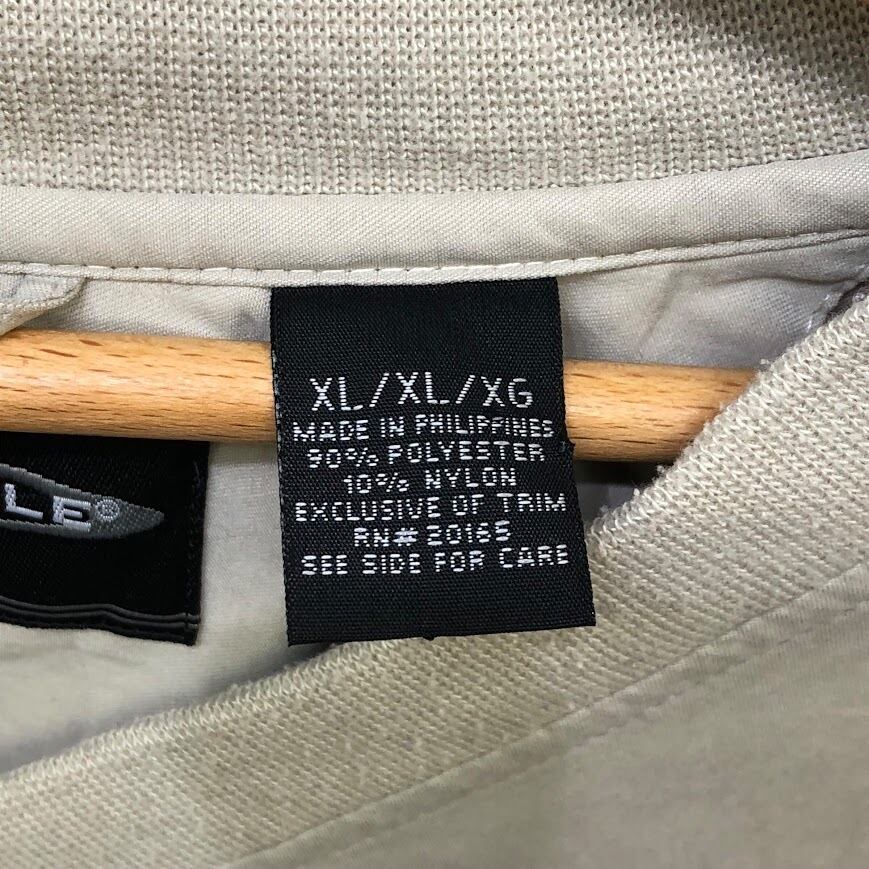 XL/XL/XG
MADE IN PHILIPPINES
90% POLYESTER
10% NYLON
EXCLUSIVE OF TRIM
RN# 20165
SEE SIDE FOR CARE